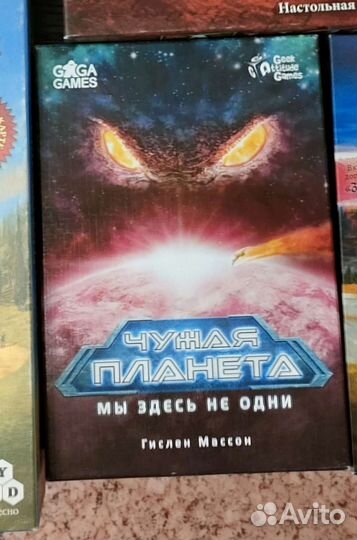 Настольная
GAGA
GAMES
Geek
Attitude
Games
ЧУЖАЯ
ПЛАНЕТА
МЫ ЗДЕСЬ НЕ ОДНИ
Гислен Массон
Y
D
Avito